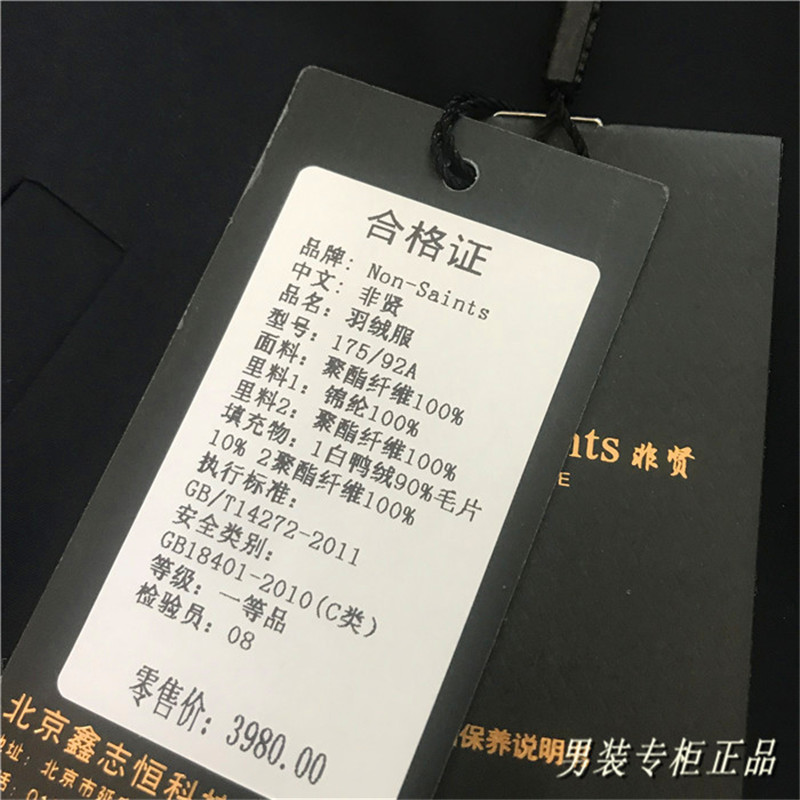 合格证
品牌: Non-Saints
中文: 非贤
品名: 羽绒服
型号: 175/92A
面料: 聚酯纤维100%
里料1: 锦纶100%
里料2: 聚酯纤维100%
填充物: 1白鸭绒90%毛片
10% 2聚酯纤维100%
执行标准:
GB/T14272-2011
安全类别:
GB18401-2010(C类)
等级: 一等品
检验员: 08
零售价: 3980.00
北京鑫志恒科技
地址: 北京市延
nts 非贤
E
保养说明
男装专柜正品